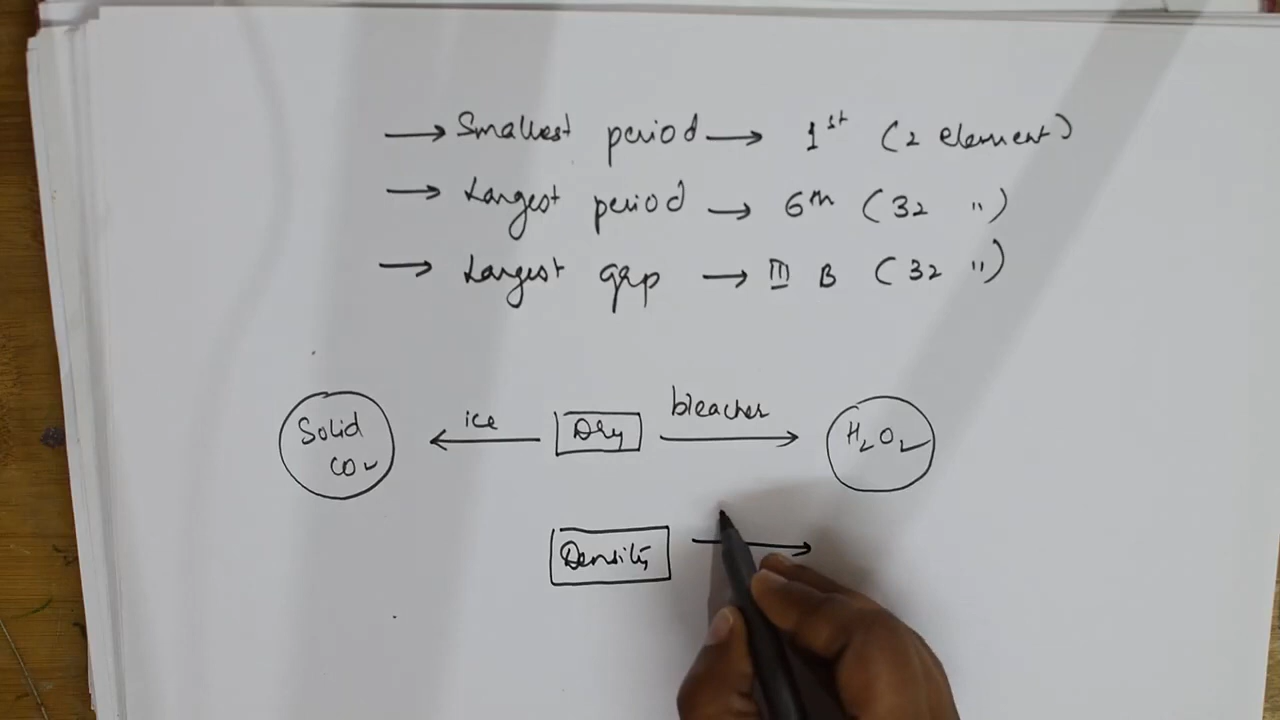 → Smallest period → 1st (2 element)
→ Largest period → 6th (32 ")
→ Largest grp → III B (32 ")
Solid CO2 ← ice Dry bleacher → H2O2
Density →